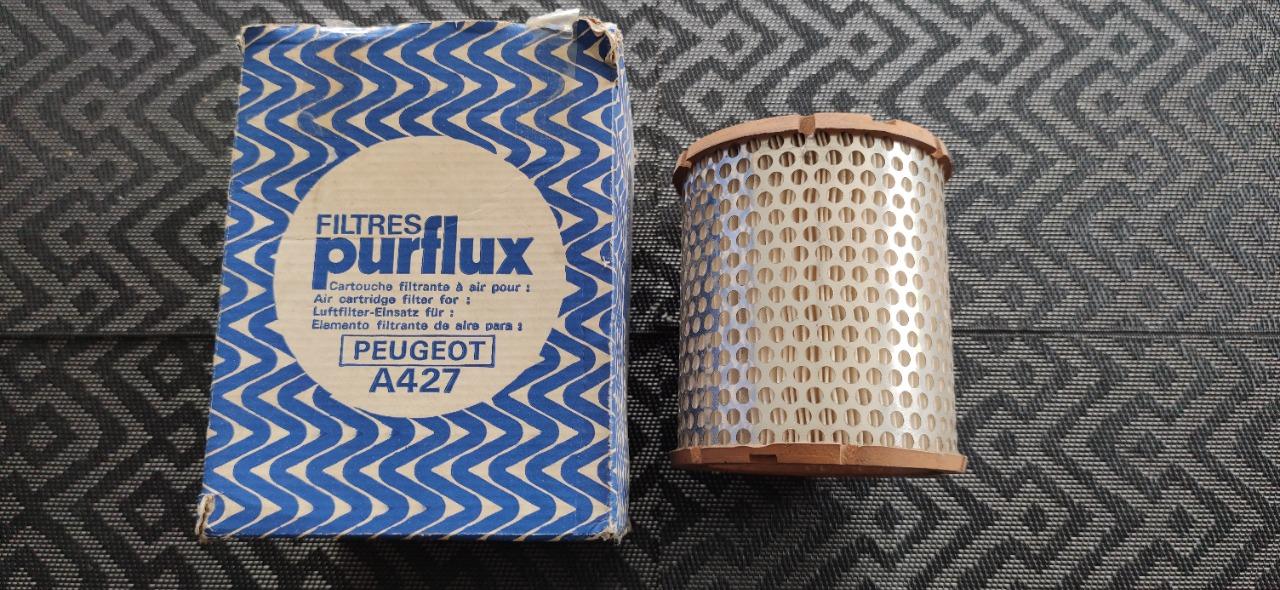 FILTRES
purflux
Cartouche filtrante à air pour :
Air cartridge filter for :
Luftfilter-Einsatz für :
Elemento filtrante de aire para :
PEUGEOT
A427